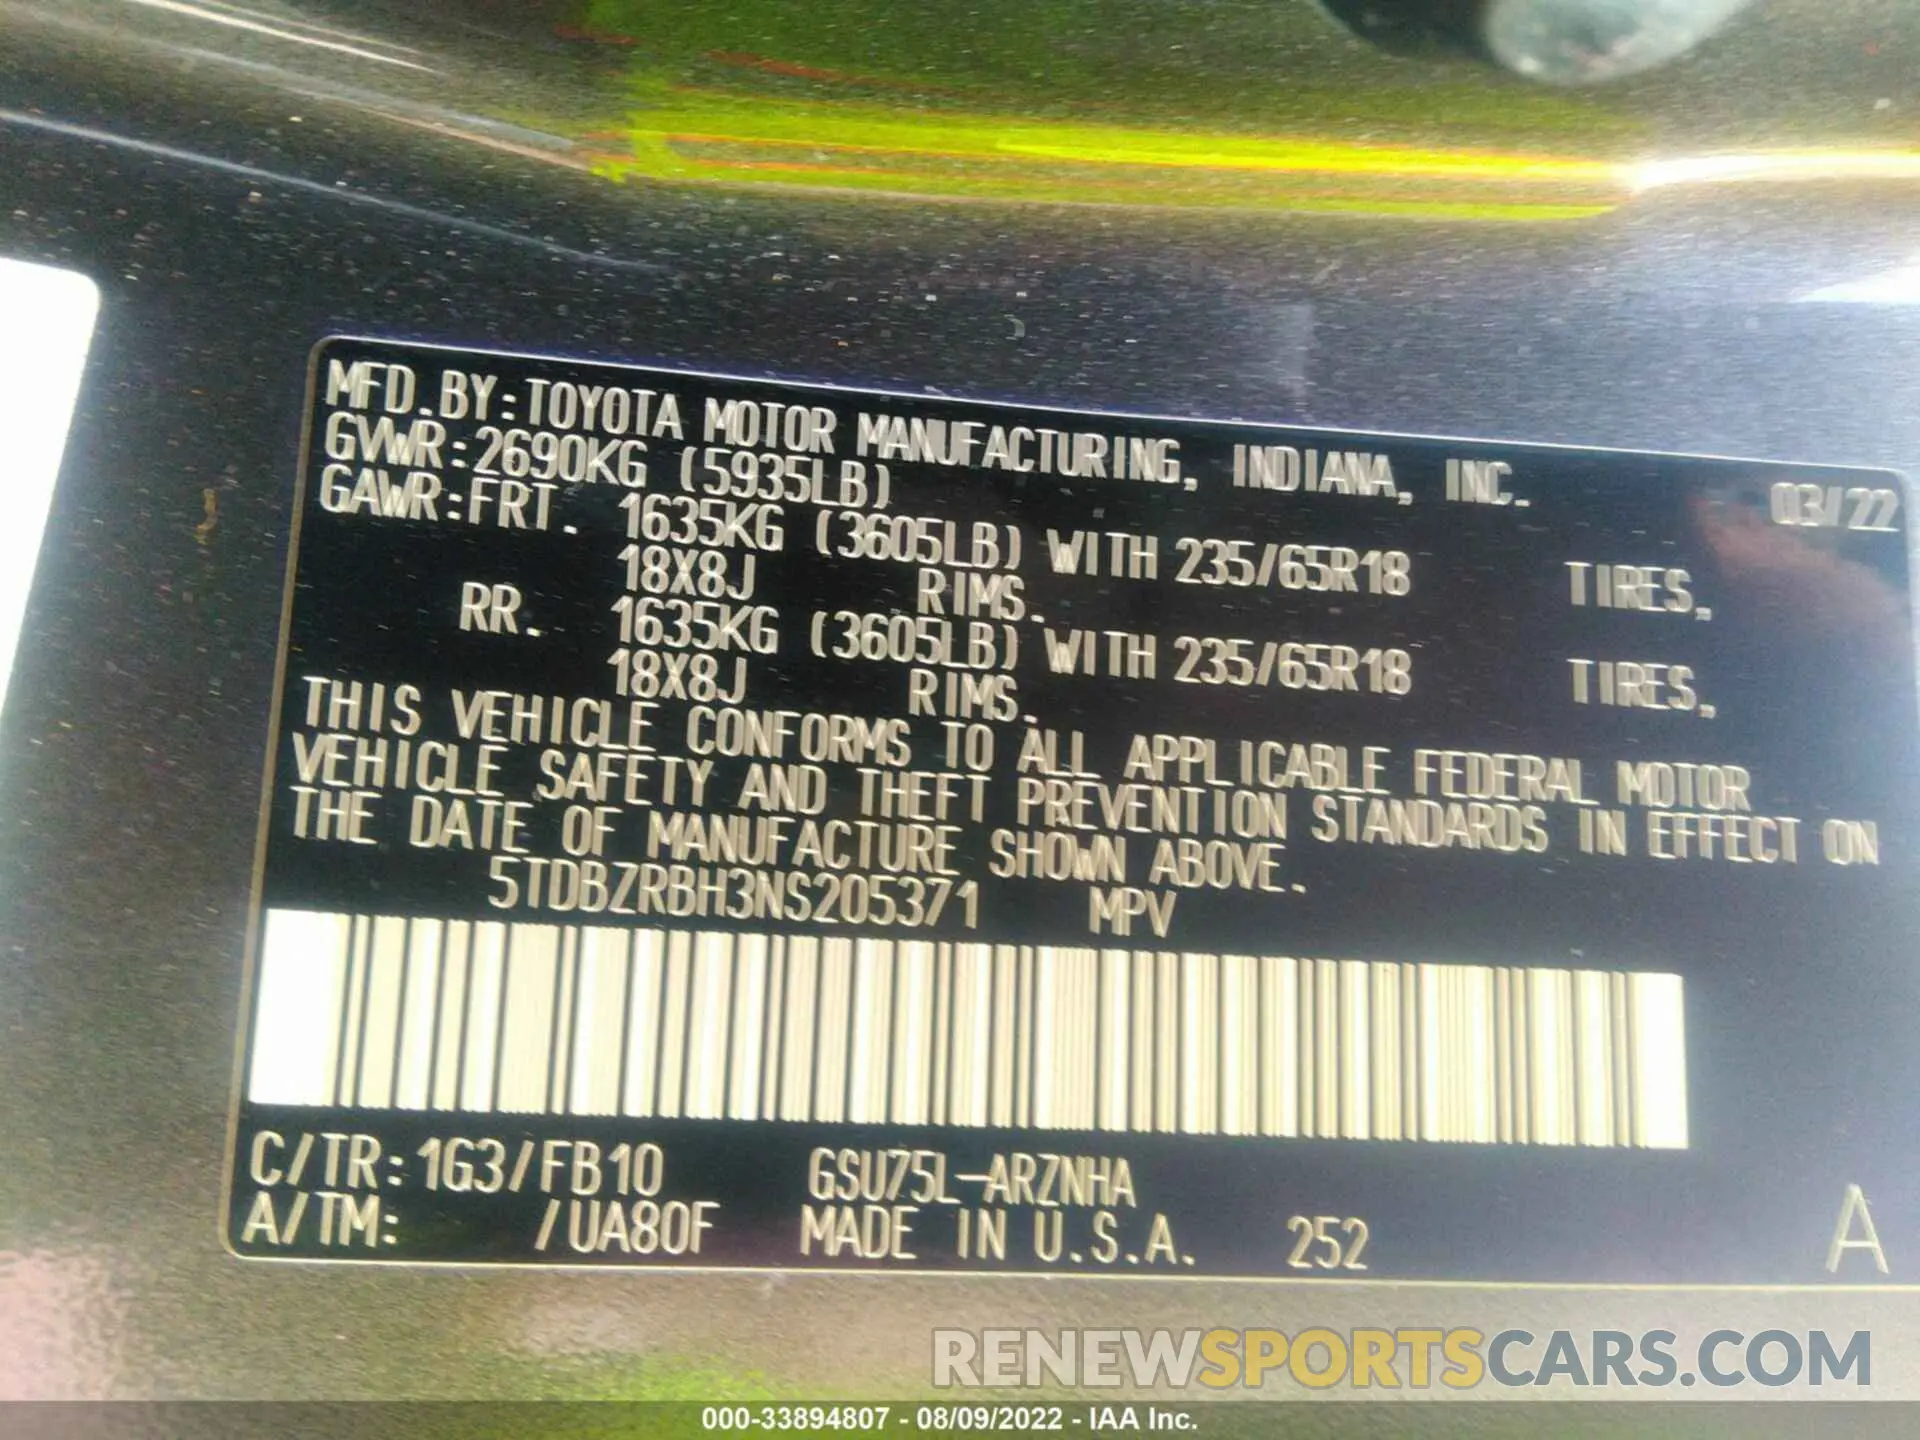 MFD.BY:TOYOTA MOTOR MANUFACTURING, INDIANA, INC.
GVWR:2690KG (5935LB) 03/22
GAWR:FRT. 1635KG (3605LB) WITH 235/65R18 TIRES,
18X8J RIMS.
RR. 1635KG (3605LB) WITH 235/65R18 TIRES,
18X8J RIMS.
THIS VEHICLE CONFORMS TO ALL APPLICABLE FEDERAL MOTOR
VEHICLE SAFETY AND THEFT PREVENTION STANDARDS IN EFFECT ON
THE DATE OF MANUFACTURE SHOWN ABOVE.
5TDBZRBH3NS205371 MPV
C/TR:1G3/FB10 GSU75L-ARZNHA
A/TM: /UA80F MADE IN U.S.A. 252 A
RENEWSPORTSCARS.COM
000-33894807 - 08/09/2022 - IAA Inc.